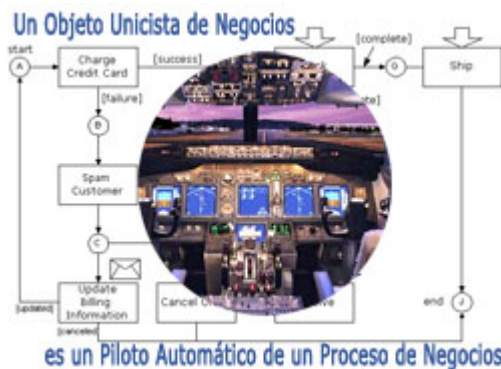 Un Objeto Unicista de Negocios
start
A
Charge
Credit Card
[success]
[complete]
G
Ship
[failure]
B
Spam
Customer
C
Update
Billing
Information
[updated]
[canceled]
Cancel
end
J
es un Piloto Automático de un Proceso de Negocios